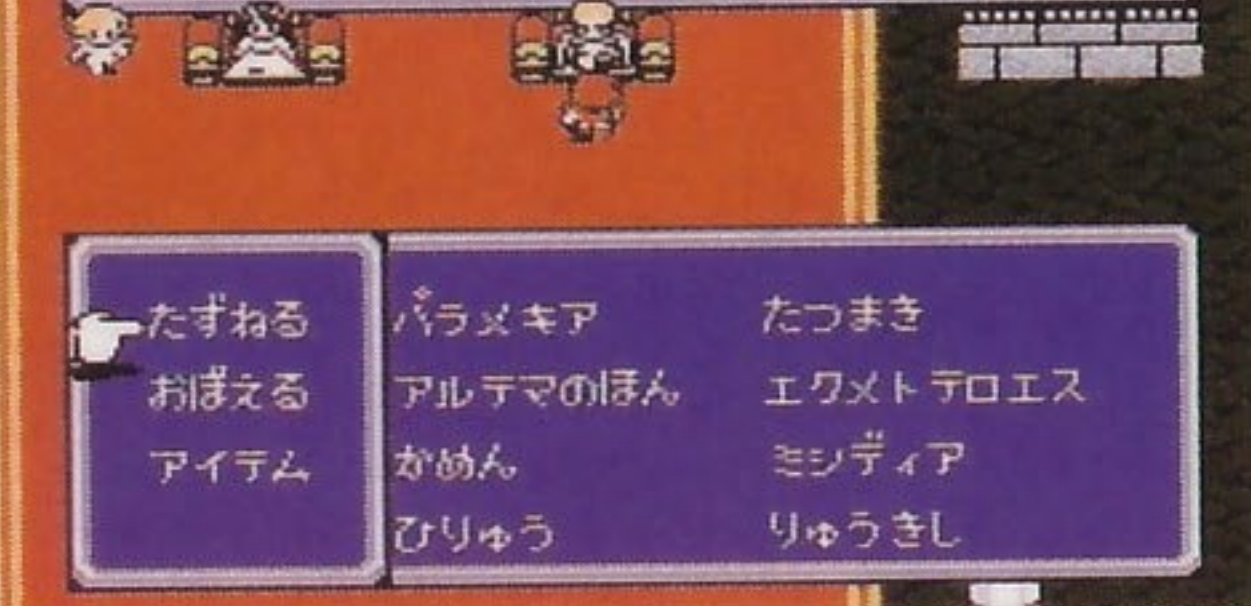 たずねる
おぼえる
アイテム
パラメキア たつまき
アルテマのほん エクメトテロエス
かめん ミシディア
ひりゅう りゅうきし